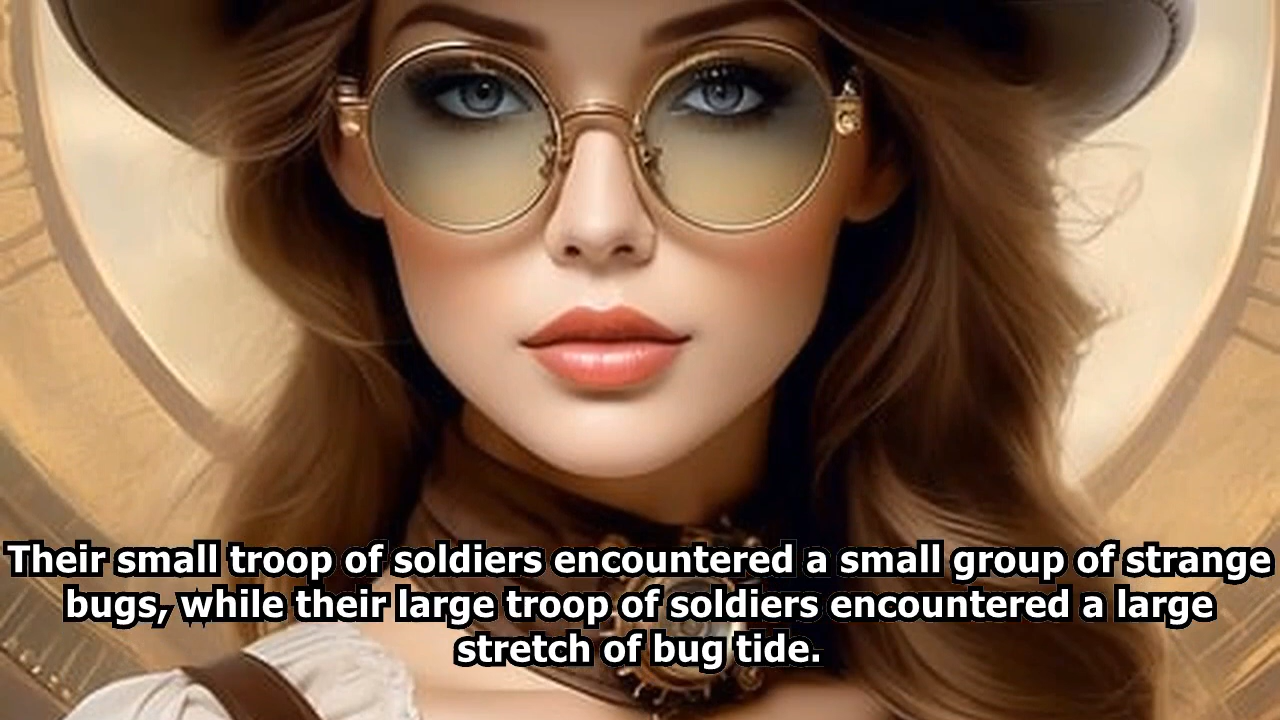 Their small troop of soldiers encountered a small group of strange
bugs, while their large troop of soldiers encountered a large
stretch of bug tide.